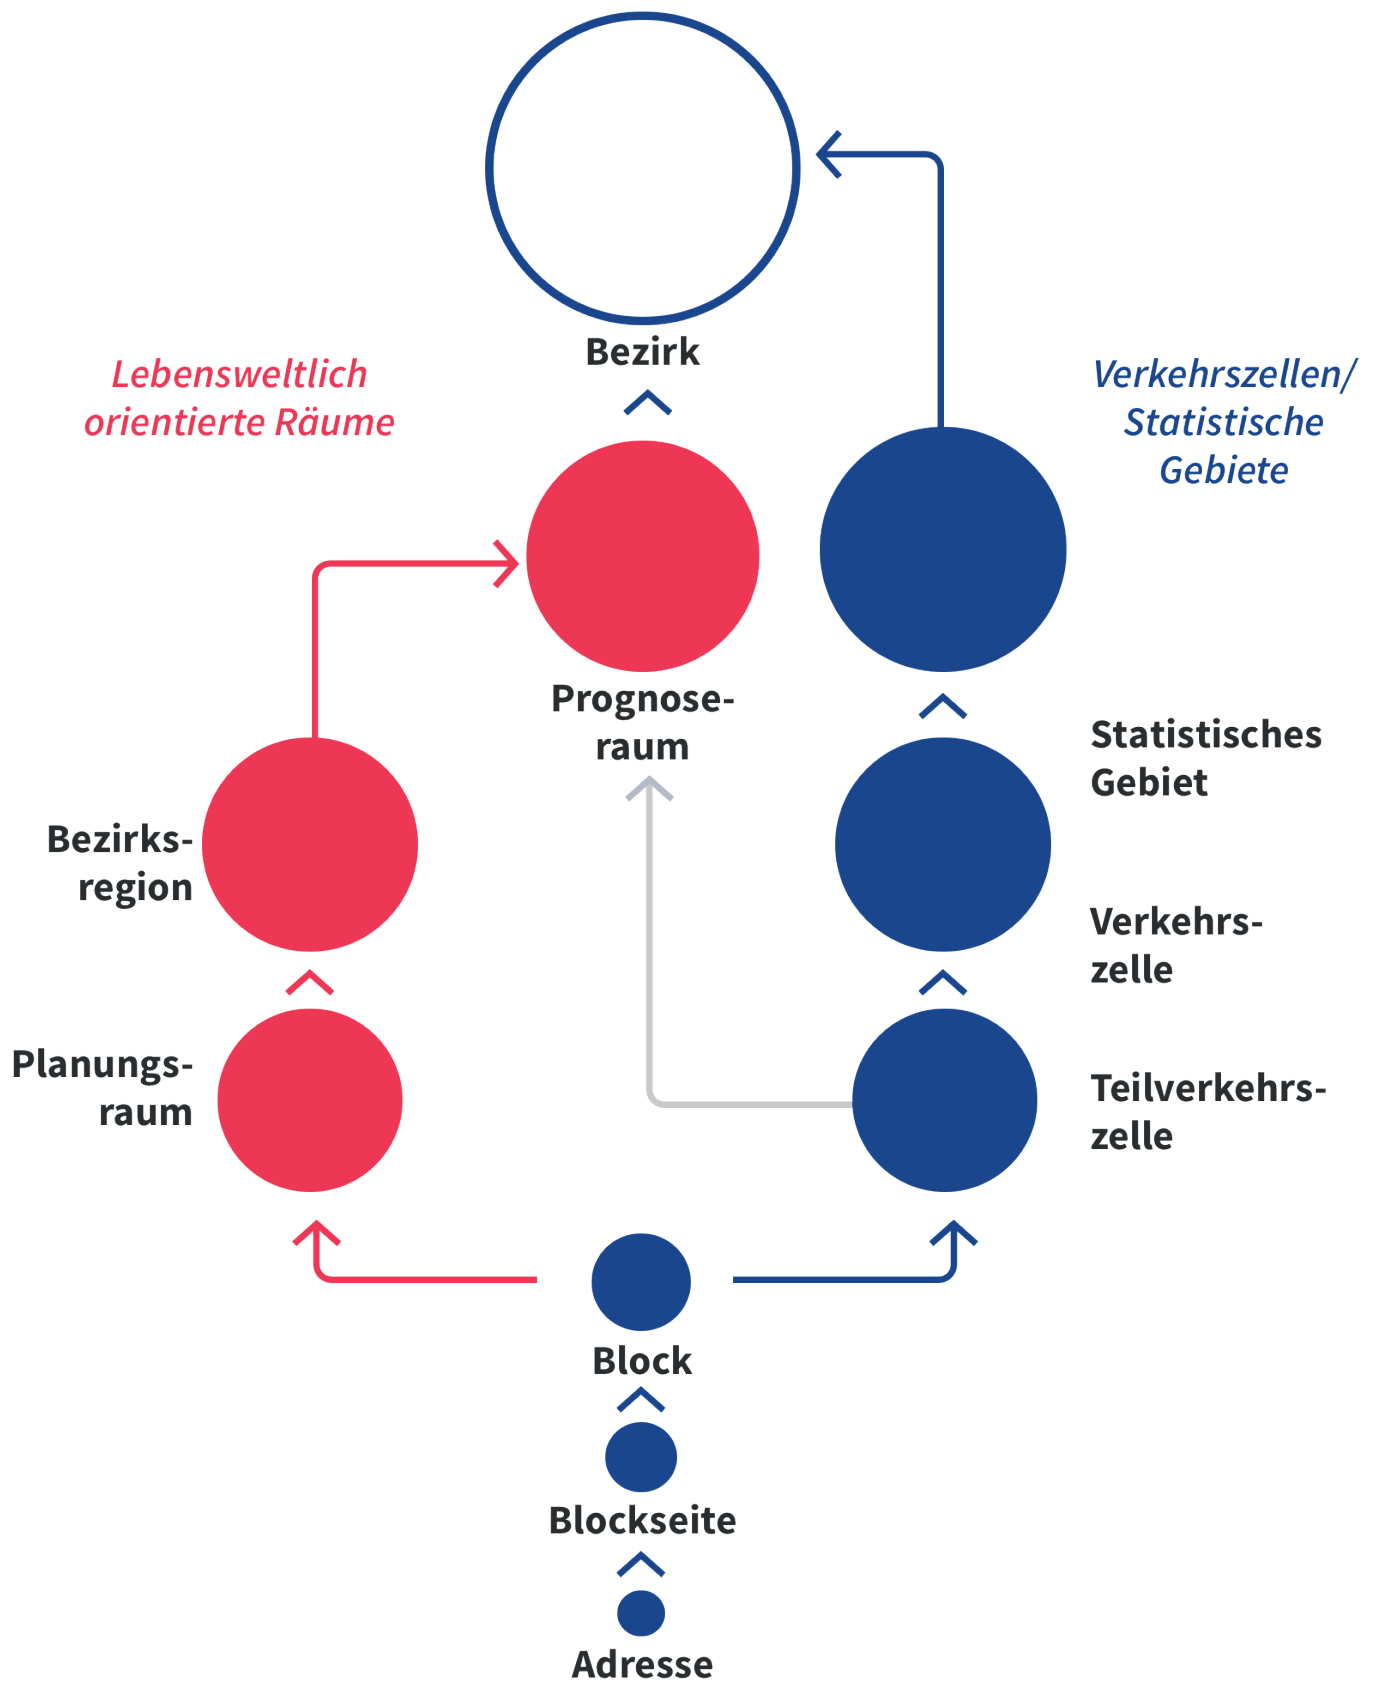 Bezirk
Lebensweltlich
orientierte Räume
Verkehrszellen/
Statistische
Gebiete
Prognose-
raum
Statistisches
Gebiet
Bezirks-
region
Verkehrs-
zelle
Planungs-
raum
Teilverkehrs-
zelle
Block
Blockseite
Adresse